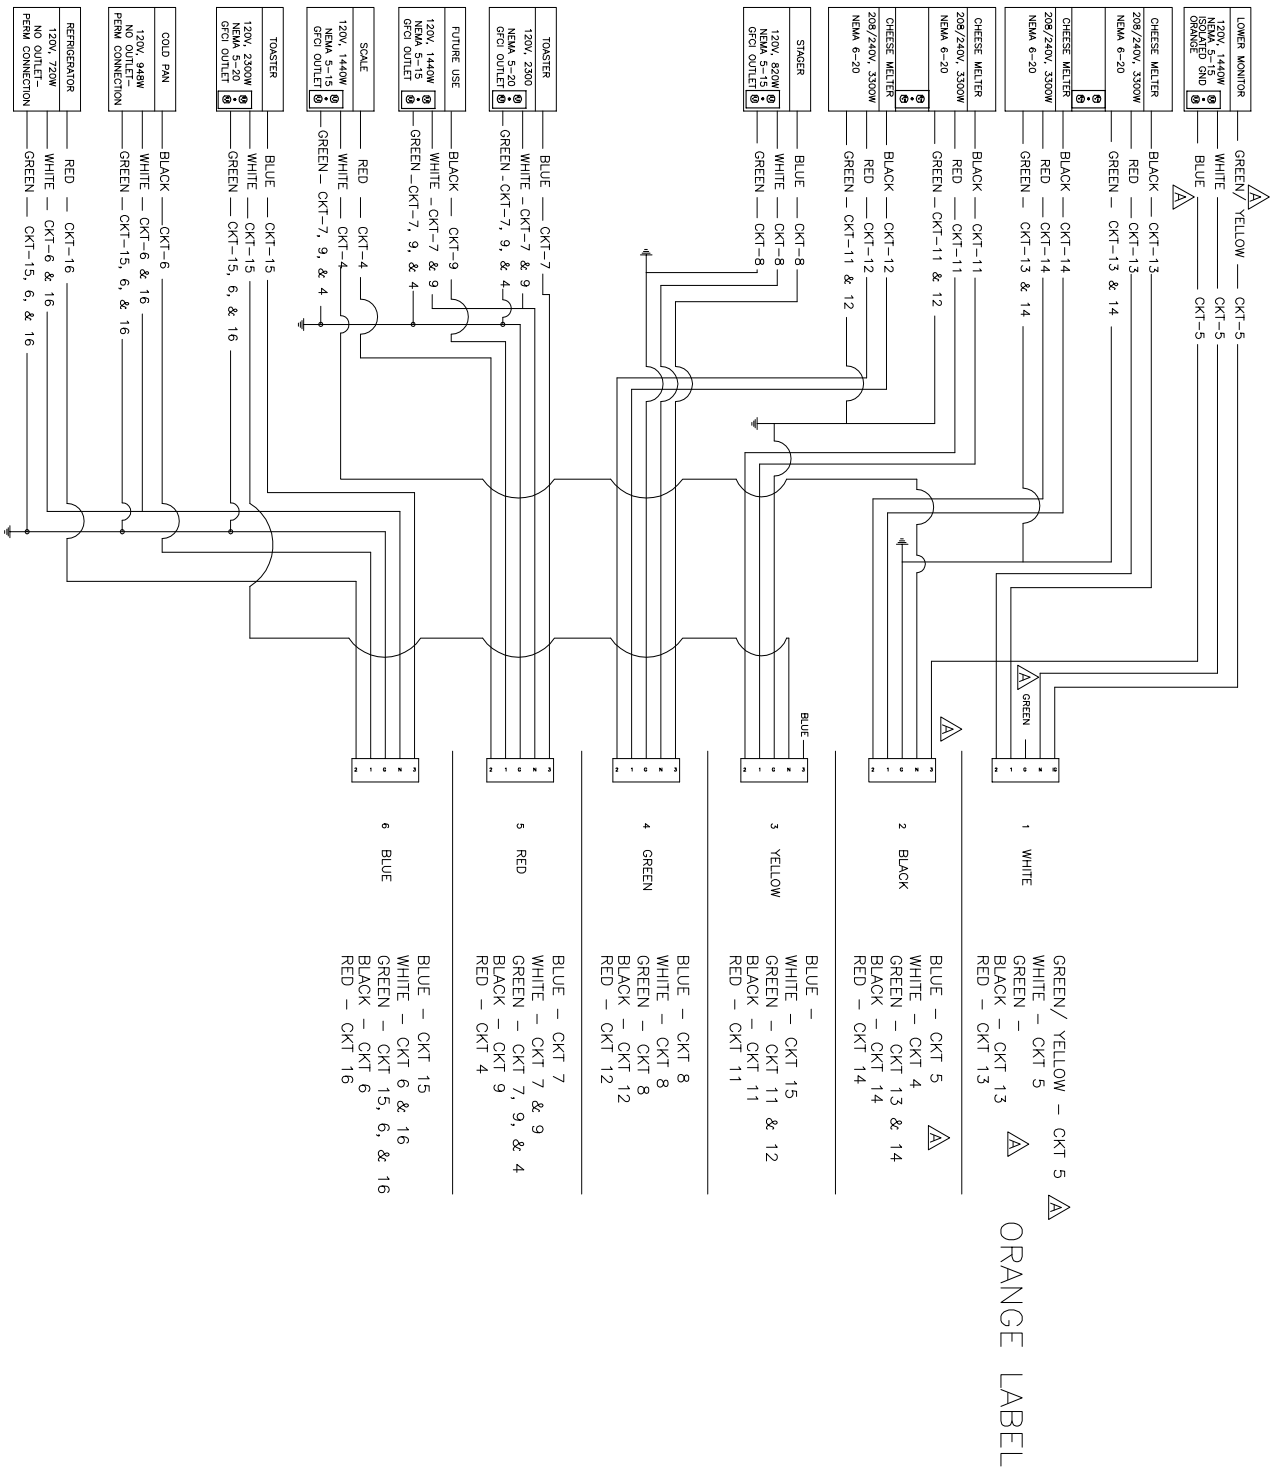 LOWER MONITOR
120V, 1440W
NEMA 5-15
ISOLATED GND
ORANGE
GREEN/ YELLOW — CKT-5
WHITE — CKT-5
BLUE — CKT-5
A
A
CHEESE MELTER
208/240V, 3300W
NEMA 6-20
BLACK — CKT-13
RED — CKT-13
GREEN — CKT-13 & 14
CHEESE MELTER
208/240V, 3300W
NEMA 6-20
BLACK — CKT-14
RED — CKT-14
GREEN — CKT-13 & 14
CHEESE MELTER
208/240V, 3300W
NEMA 6-20
BLACK — CKT-11
RED — CKT-11
GREEN — CKT-11 & 12
CHEESE MELTER
208/240V, 3300W
NEMA 6-20
BLACK — CKT-12
RED — CKT-12
GREEN — CKT-11 & 12
STAGER
120V, 820W
NEMA 5-15
GFCI OUTLET
BLUE — CKT-8
WHITE — CKT-8
GREEN — CKT-8
TOASTER
120V, 2300
NEMA 5-20
GFCI OUTLET
BLUE — CKT-7
WHITE — CKT-7 & 9
GREEN — CKT-7, 9, & 4
FUTURE USE
120V, 1440W
NEMA 5-15
GFCI OUTLET
BLACK — CKT-9
WHITE — CKT-7 & 9
GREEN — CKT-7, 9, & 4
SCALE
120V, 1440W
NEMA 5-15
GFCI OUTLET
RED — CKT-4
WHITE — CKT-4
GREEN — CKT-7, 9, & 4
TOASTER
120V, 2300W
NEMA 5-20
GFCI OUTLET
BLUE — CKT-15
WHITE — CKT-15
GREEN — CKT-15, 6, & 16
COLD PAN
120V, 948W
NO OUTLET-
PERM CONNECTION
BLACK — CKT-6
WHITE — CKT-6 & 16
GREEN — CKT-15, 6, & 16
REFRIGERATOR
120V, 720W
NO OUTLET-
PERM CONNECTION
RED — CKT-16
WHITE — CKT-6 & 16
GREEN — CKT-15, 6, & 16
A
GREEN
A
BLUE
1 WHITE
GREEN/ YELLOW – CKT 5 A
WHITE – CKT 5
GREEN – A
BLACK – CKT 13
RED – CKT 13
2 BLACK
BLUE – CKT 5 A
WHITE – CKT 4
GREEN – CKT 13 & 14
BLACK – CKT 14
RED – CKT 14
3 YELLOW
BLUE –
WHITE – CKT 15
GREEN – CKT 11 & 12
BLACK – CKT 11
RED – CKT 11
4 GREEN
BLUE – CKT 8
WHITE – CKT 8
GREEN – CKT 8
BLACK – CKT 12
RED – CKT 12
5 RED
BLUE – CKT 7
WHITE – CKT 7 & 9
GREEN – CKT 7, 9, & 4
BLACK – CKT 9
RED – CKT 4
6 BLUE
BLUE – CKT 15
WHITE – CKT 6 & 16
GREEN – CKT 15, 6, & 16
BLACK – CKT 6
RED – CKT 16
ORANGE LABEL